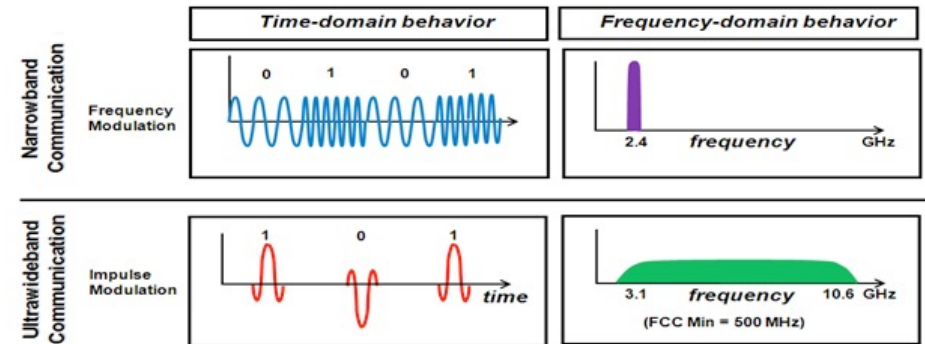 Time-domain behavior
Frequency-domain behavior
Narrowband
Communication
Frequency
Modulation
0 1 0 1
2.4 frequency GHz
Ultrawideband
Communication
Impulse
Modulation
1 0 1
time
3.1 frequency 10.6 GHz
(FCC Min = 500 MHz)